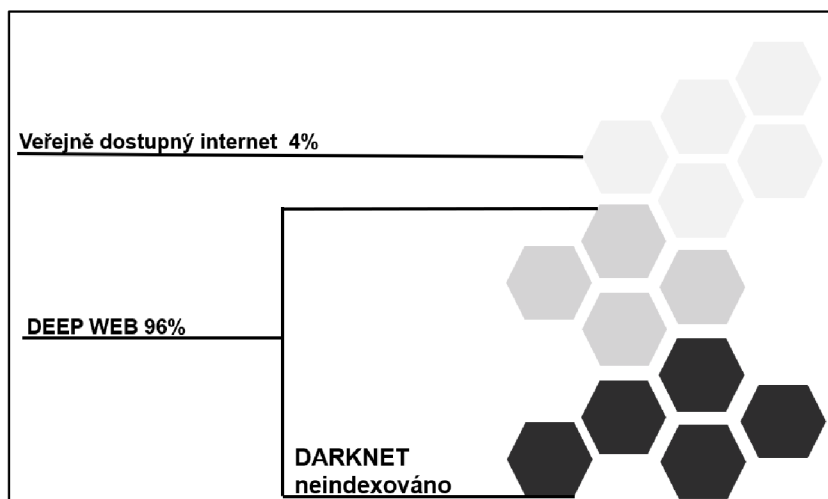 Veřejně dostupný internet 4%
DEEP WEB 96%
DARKNET
neindexováno